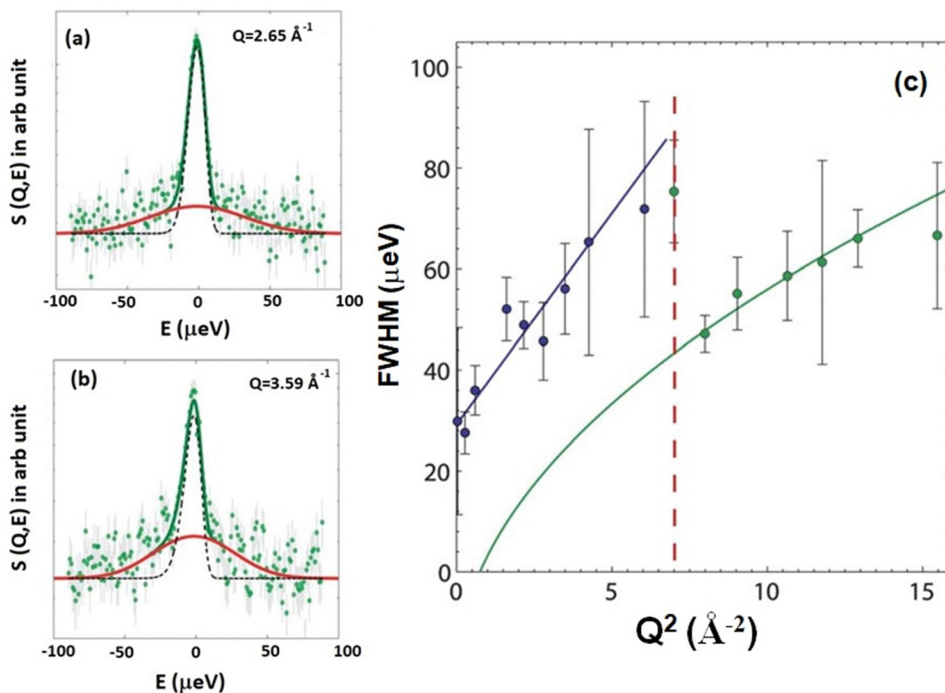 (a)
Q=2.65 Å⁻¹
S (Q,E) in arb unit
-100 -50 0 50 100
E (μeV)
(b)
Q=3.59 Å⁻¹
S (Q,E) in arb unit
-100 -50 0 50 100
E (μeV)
(c)
FWHM (μeV)
100
80
60
40
20
0
0 5 10 15
Q² (Å⁻²)